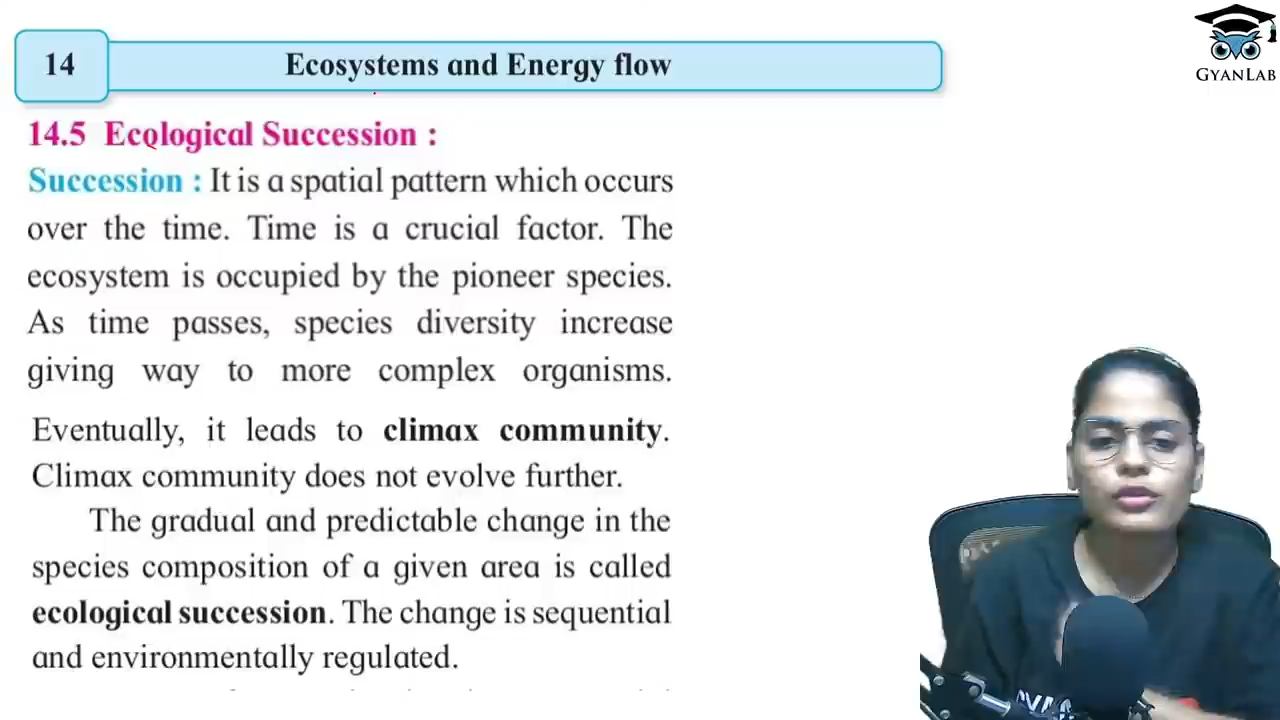 14
Ecosystems and Energy flow
GYANLAB
14.5 Ecological Succession :
Succession : It is a spatial pattern which occurs
over the time. Time is a crucial factor. The
ecosystem is occupied by the pioneer species.
As time passes, species diversity increase
giving way to more complex organisms.
Eventually, it leads to climax community.
Climax community does not evolve further.
The gradual and predictable change in the
species composition of a given area is called
ecological succession. The change is sequential
and environmentally regulated.